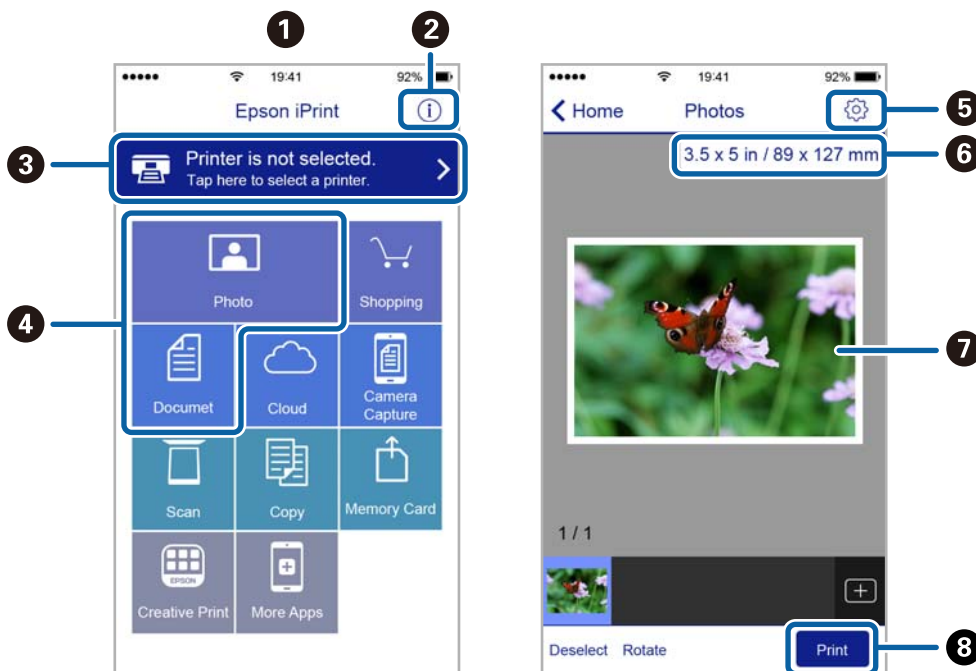 1
2
19:41
92%
Epson iPrint
3
Printer is not selected.
Tap here to select a printer.
4
Photo
Shopping
Documet
Cloud
Camera
Capture
Scan
Copy
Memory Card
EPSON
Creative Print
More Apps
19:41
92%
Home
Photos
5
3.5 x 5 in / 89 x 127 mm
6
7
1 / 1
Deselect
Rotate
Print
8